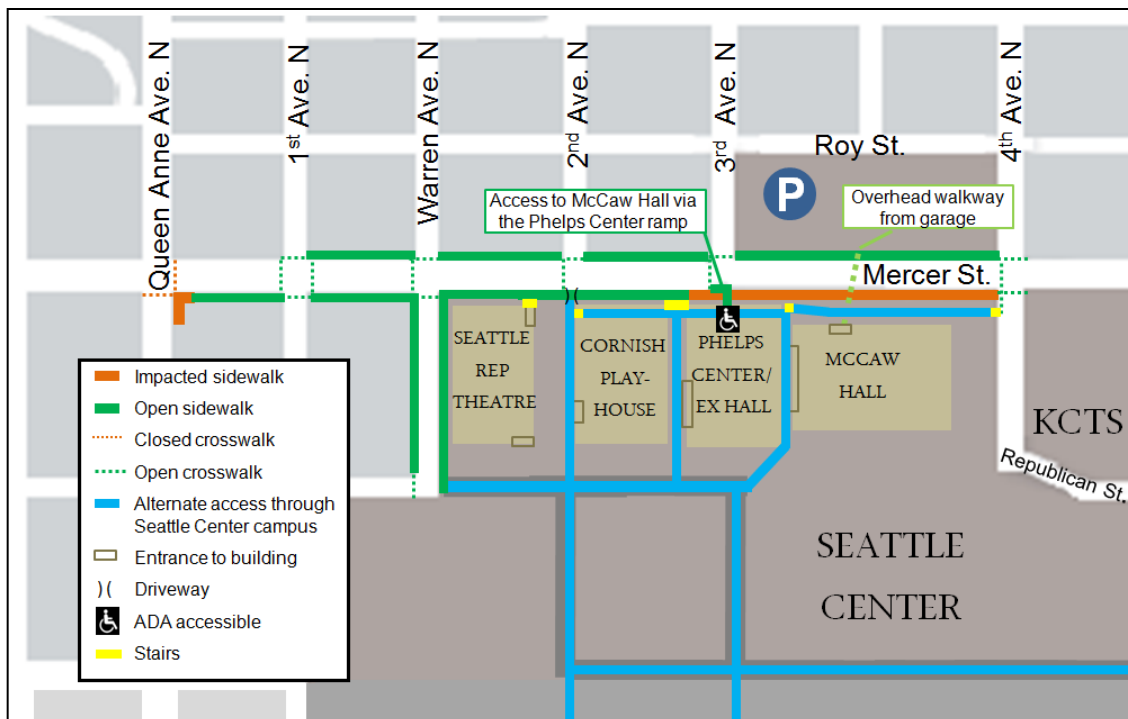 Queen Anne Ave. N
1st Ave. N
Warren Ave. N
2nd Ave. N
3rd Ave. N
4th Ave. N
Roy St.
P
Access to McCaw Hall via
the Phelps Center ramp
Overhead walkway
from garage
Mercer St.
)(
SEATTLE
REP
THEATRE
CORNISH
PLAY-
HOUSE
PHELPS
CENTER/
EX HALL
MCCAW
HALL
KCTS
Republican St.
SEATTLE
CENTER
Impacted sidewalk
Open sidewalk
Closed crosswalk
Open crosswalk
Alternate access through
Seattle Center campus
Entrance to building
)( Driveway
ADA accessible
Stairs